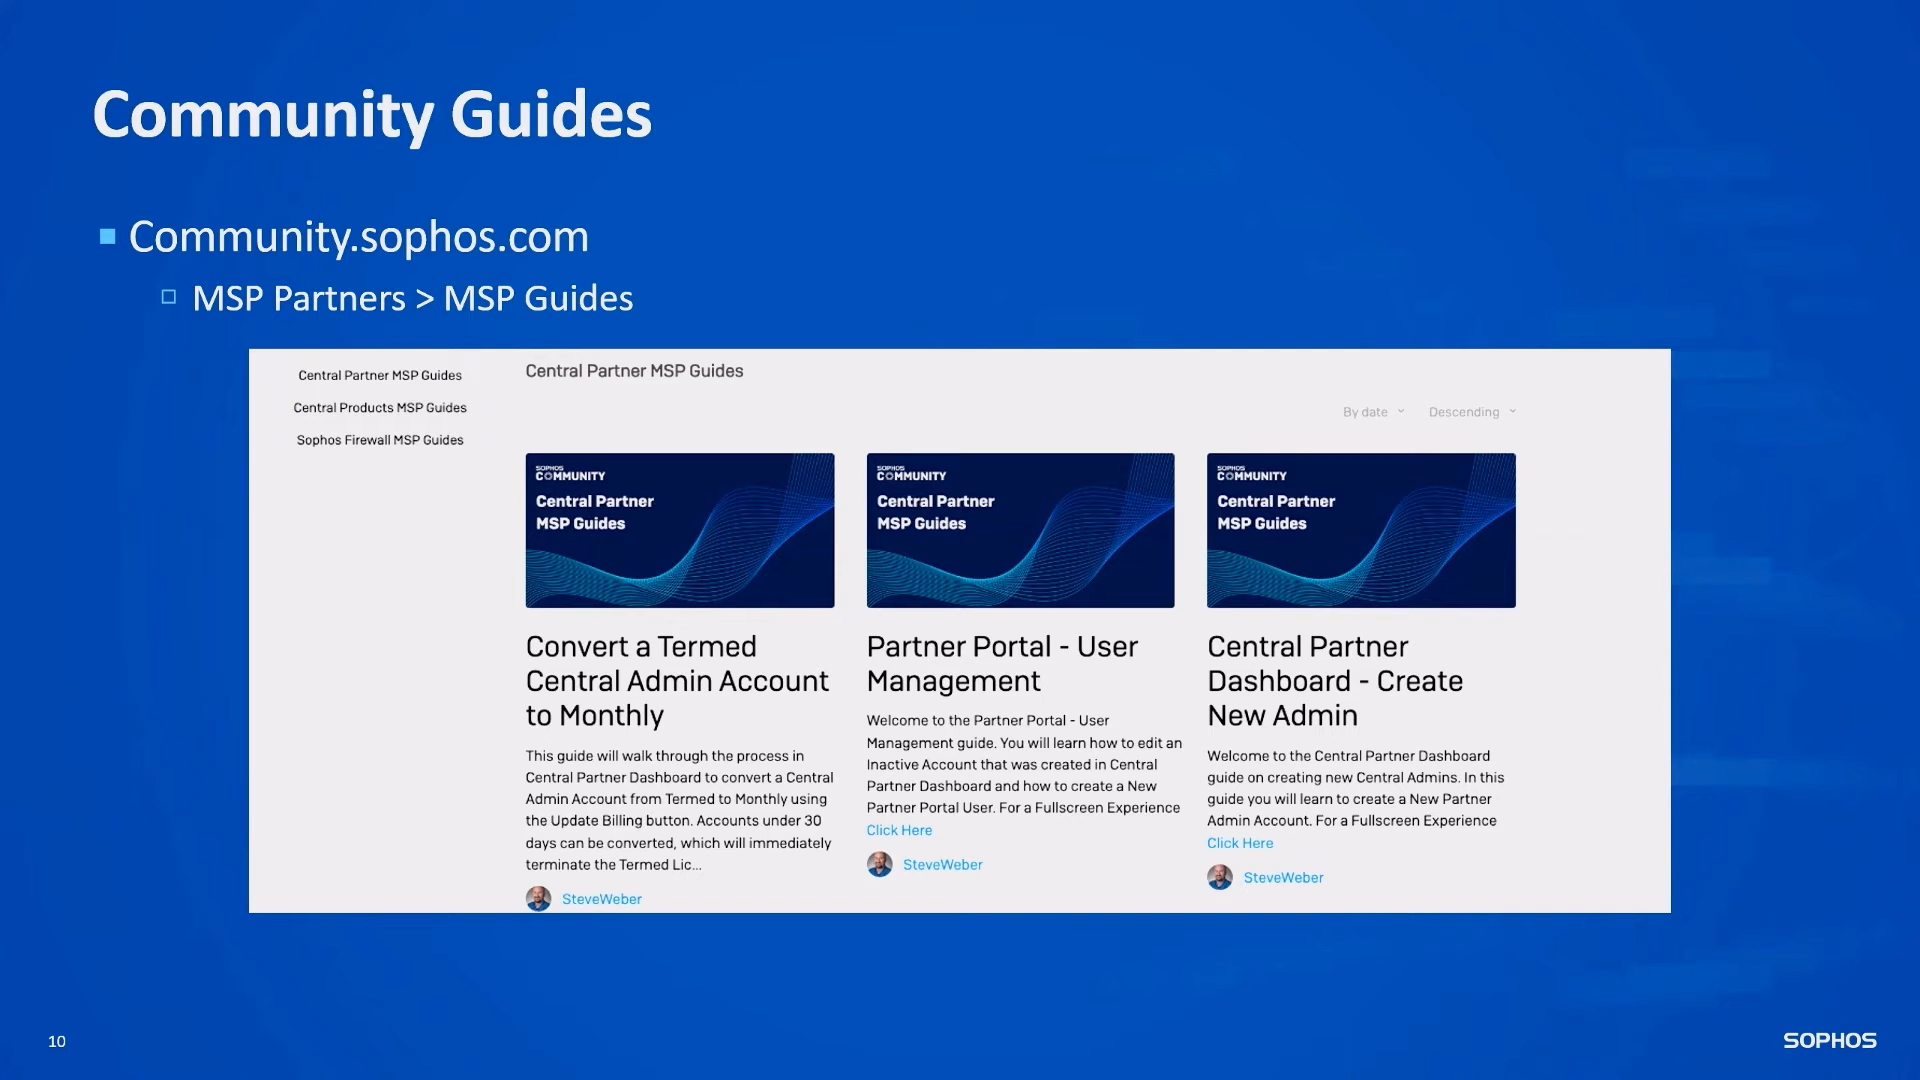 Community Guides
Community.sophos.com
MSP Partners > MSP Guides
Central Partner MSP Guides
Central Products MSP Guides
Sophos Firewall MSP Guides
Central Partner MSP Guides
By date
Descending
SOPHOS
COMMUNITY
Central Partner
MSP Guides
Convert a Termed
Central Admin Account
to Monthly
This guide will walk through the process in
Central Partner Dashboard to convert a Central
Admin Account from Termed to Monthly using
the Update Billing button. Accounts under 30
days can be converted, which will immediately
terminate the Termed Lic...
SteveWeber
SOPHOS
COMMUNITY
Central Partner
MSP Guides
Partner Portal - User
Management
Welcome to the Partner Portal - User
Management guide. You will learn how to edit an
Inactive Account that was created in Central
Partner Dashboard and how to create a New
Partner Portal User. For a Fullscreen Experience
Click Here
SteveWeber
SOPHOS
COMMUNITY
Central Partner
MSP Guides
Central Partner
Dashboard - Create
New Admin
Welcome to the Central Partner Dashboard
guide on creating new Central Admins. In this
guide you will learn to create a New Partner
Admin Account. For a Fullscreen Experience
Click Here
SteveWeber
10
SOPHOS